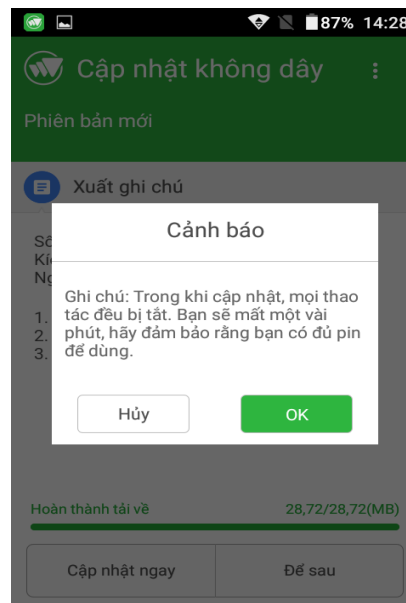 87% 14:28
Cập nhật không dây
Phiên bản mới
Xuất ghi chú
Cảnh báo
Ghi chú: Trong khi cập nhật, mọi thao
tác đều bị tắt. Bạn sẽ mất một vài
phút, hãy đảm bảo rằng bạn có đủ pin
để dùng.
1.
2.
3.
Hủy
OK
Hoàn thành tải về 28,72/28,72(MB)
Cập nhật ngay
Để sau